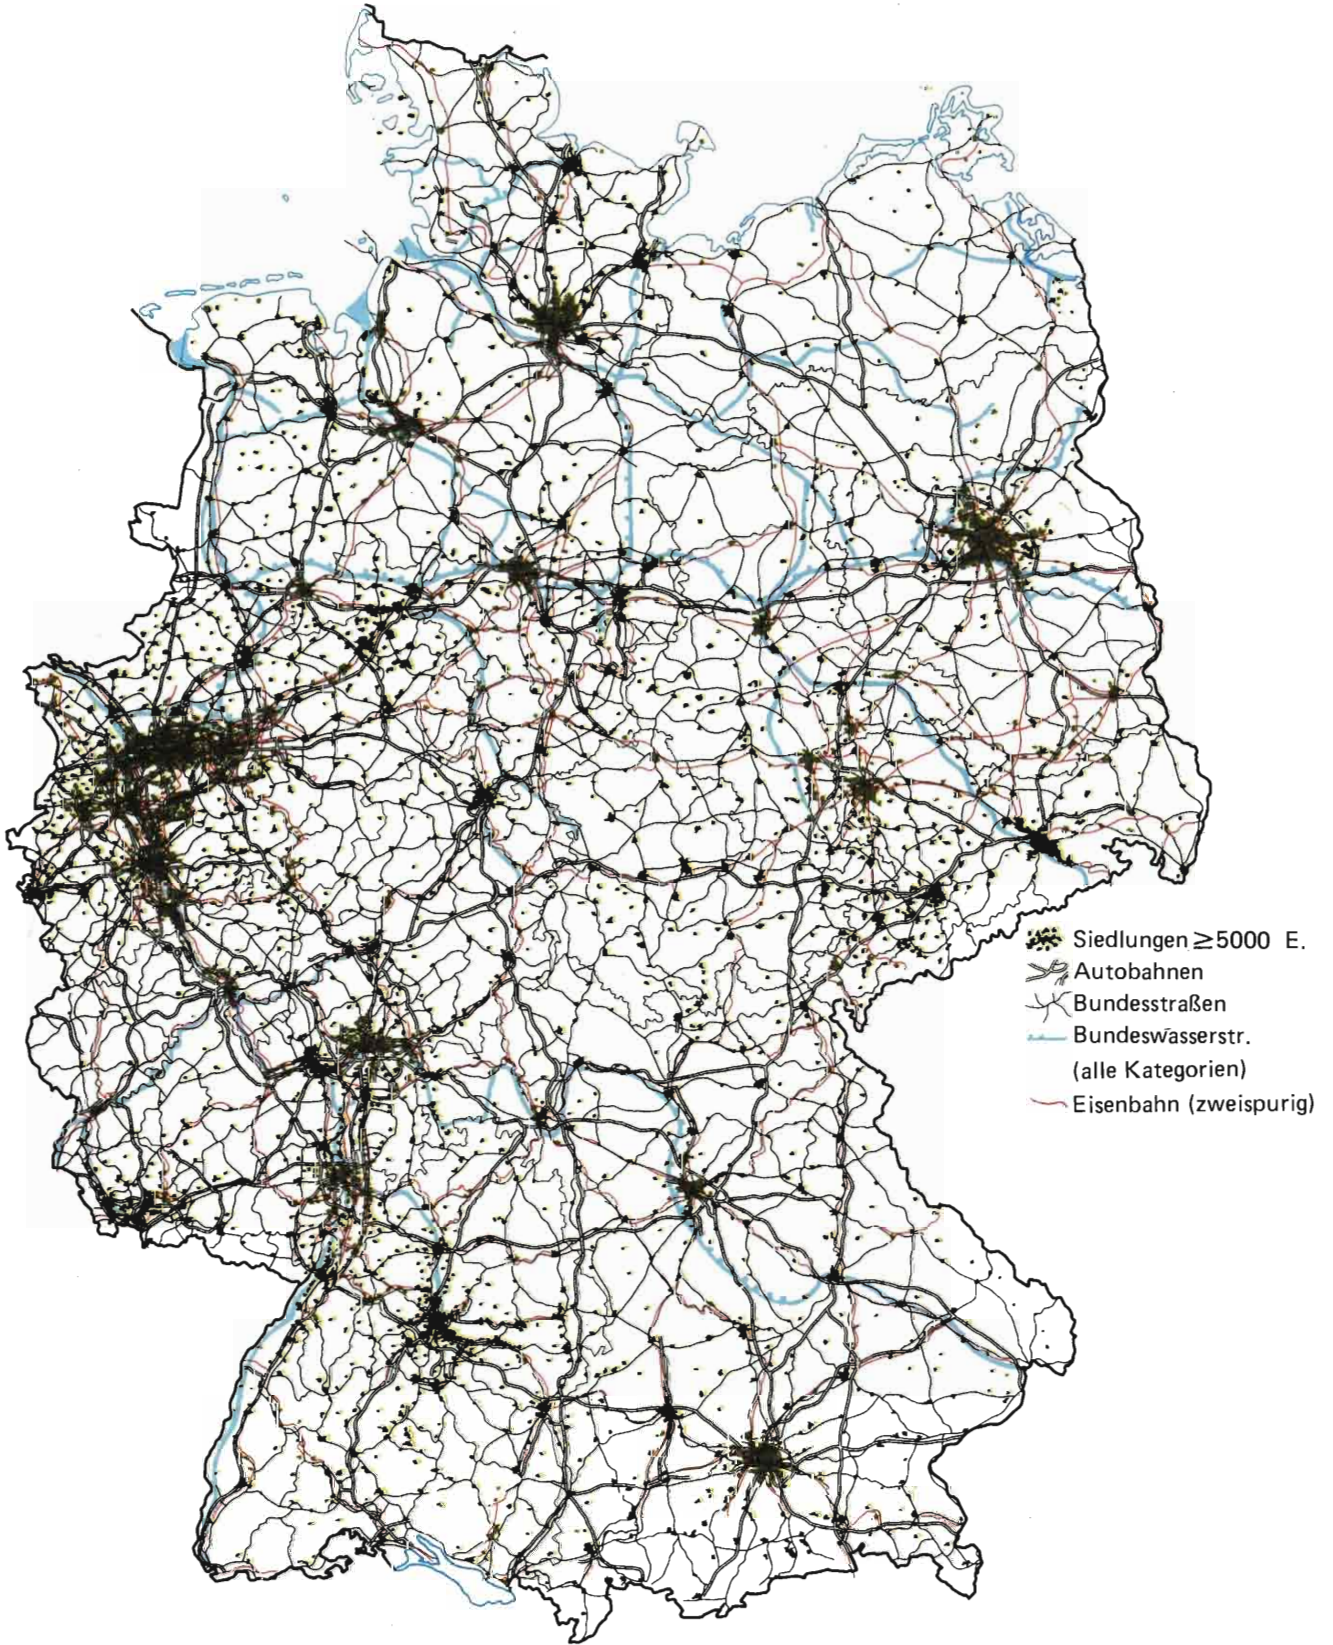 Siedlungen ≥5000 E.
Autobahnen
Bundesstraßen
Bundeswasserstr.
(alle Kategorien)
Eisenbahn (zweispurig)